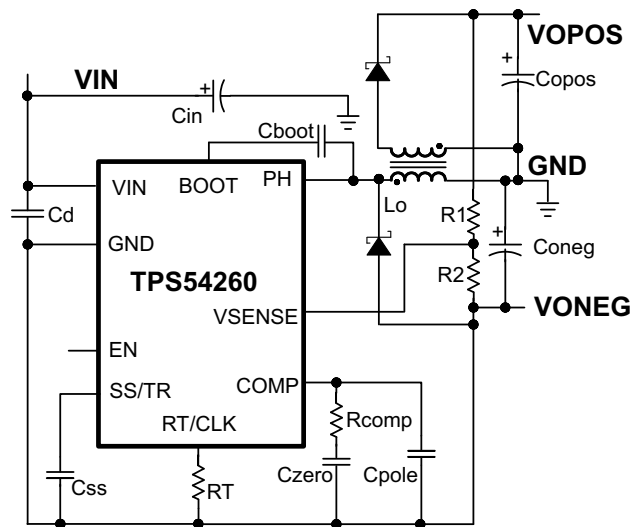 VOPOS
VIN
+
Cin
+
Copos
Cboot
GND
VIN
BOOT
PH
Lo
R1
Cd
GND
+
Coneg
TPS54260
R2
VSENSE
VONEG
EN
SS/TR
COMP
RT/CLK
Rcomp
Css
RT
Czero
Cpole